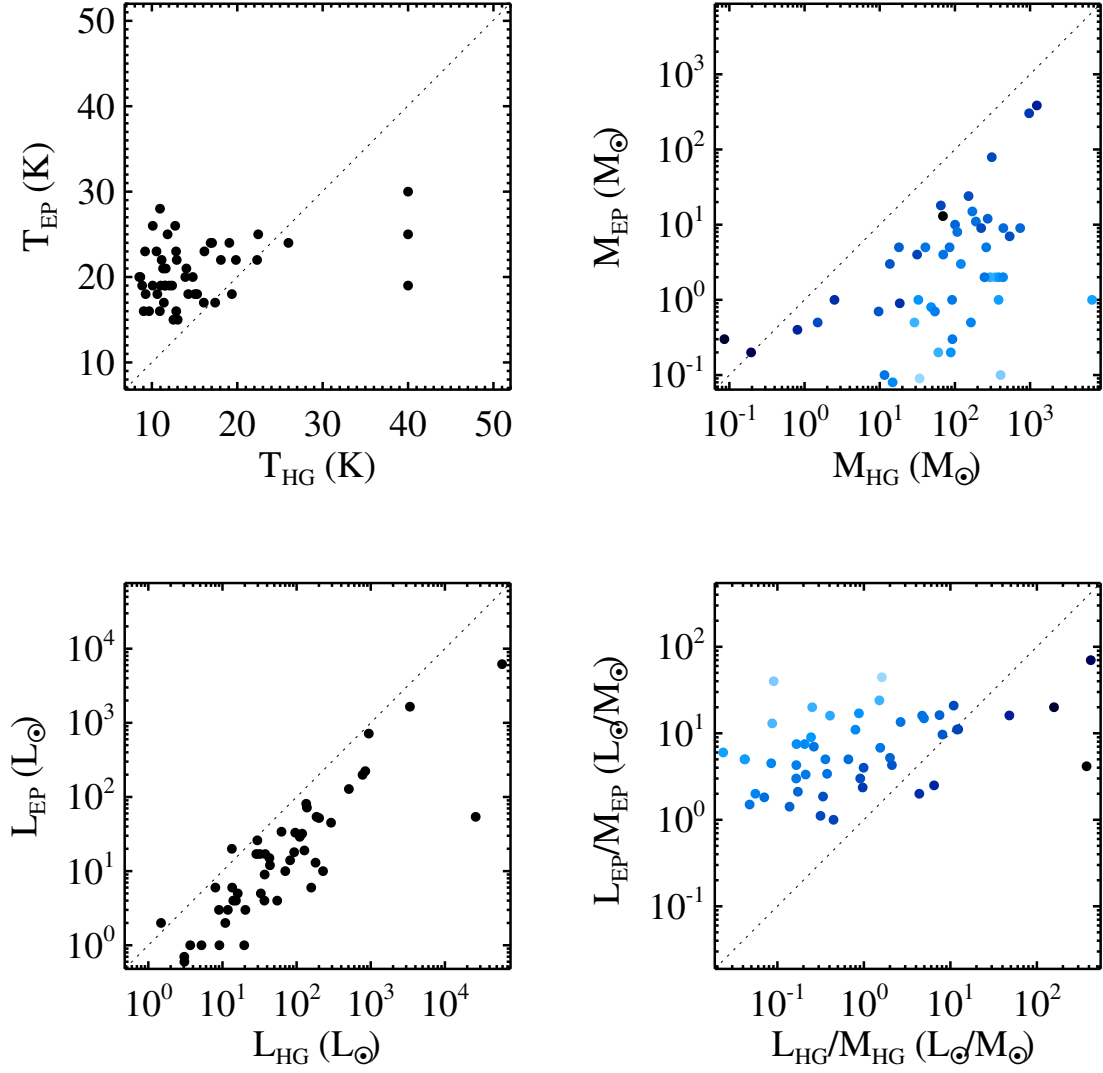 50
40
30
20
10
T_EP (K)
10 20 30 40 50
T_HG (K)
10^3
10^2
10^1
10^0
10^-1
M_EP (M_☉)
10^-1 10^0 10^1 10^2 10^3
M_HG (M_☉)
10^4
10^3
10^2
10^1
10^0
L_EP (L_☉)
10^0 10^1 10^2 10^3 10^4
L_HG (L_☉)
10^2
10^1
10^0
10^-1
L_EP/M_EP (L_☉/M_☉)
10^-1 10^0 10^1 10^2
L_HG/M_HG (L_☉/M_☉)